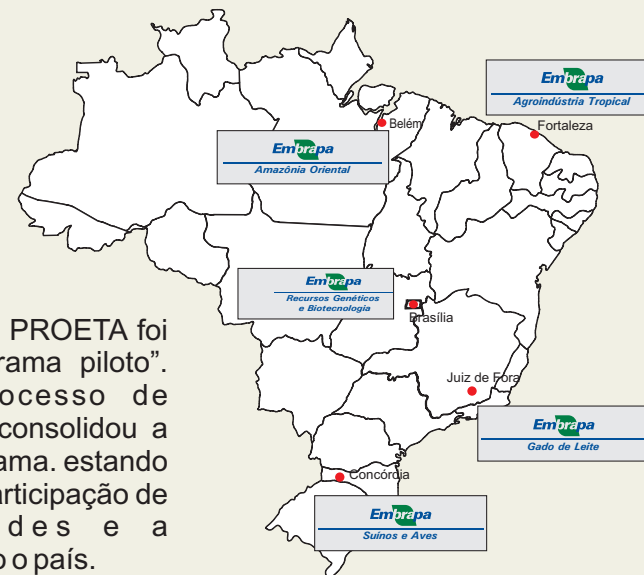 Embrapa
Agroindústria Tropical
Fortaleza
Belém
Embrapa
Amazônia Oriental
Embrapa
Recursos Genéticos
e Biotecnologia
Brasília
PROETA foi
rama piloto”.
ocesso de
consolidou a
ama. estando
articipação de
des e a
o o país.
Juiz de Fora
Embrapa
Gado de Leite
Concórdia
Embrapa
Suínos e Aves